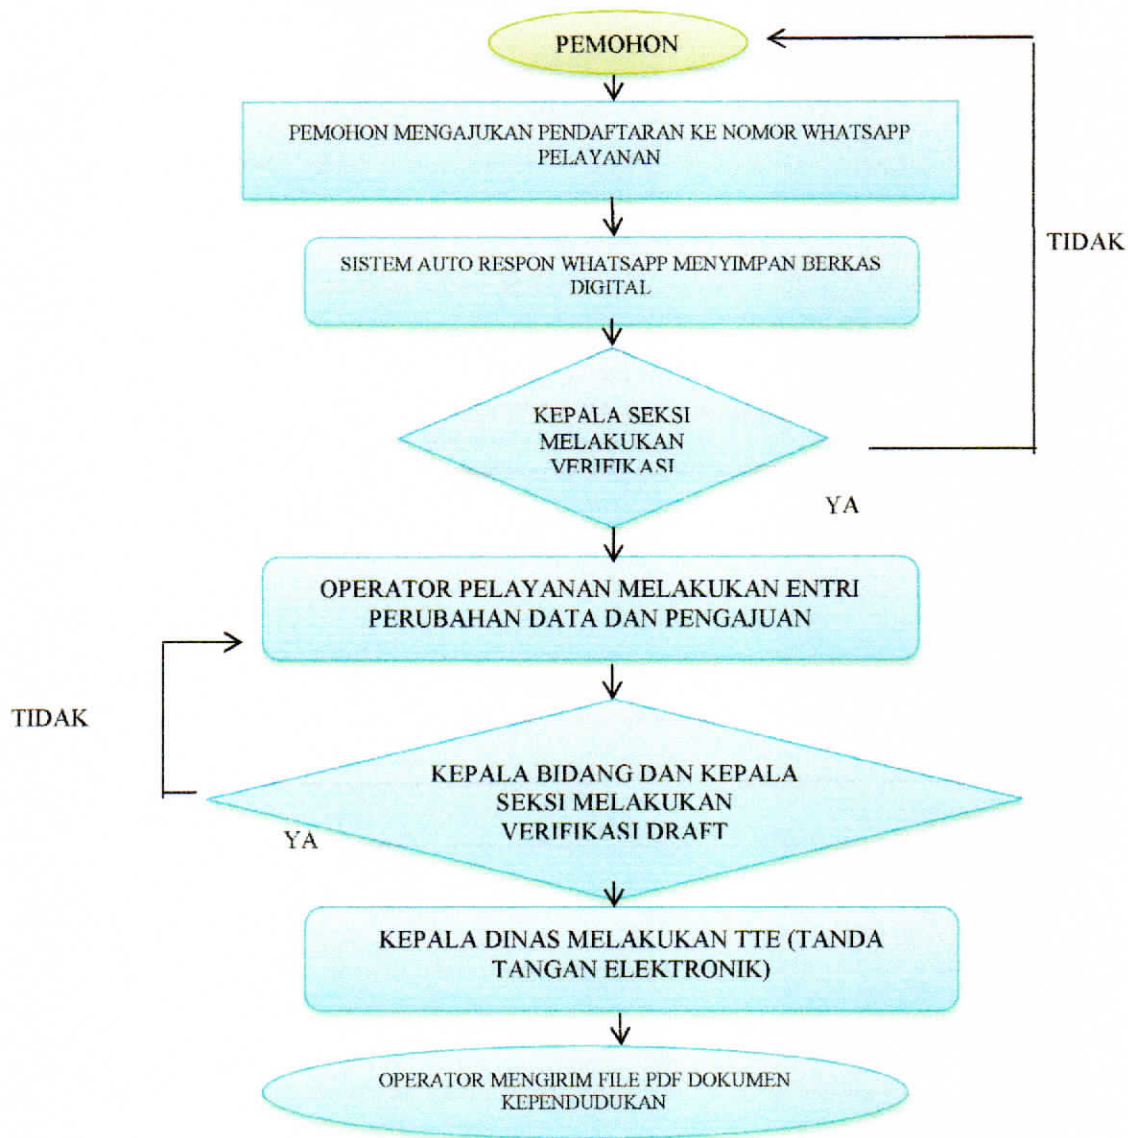 PEMOHON
PEMOHON MENGAJUKAN PENDAFTARAN KE NOMOR WHATSAPP
PELAYANAN
TIDAK
SISTEM AUTO RESPON WHATSAPP MENYIMPAN BERKAS
DIGITAL
KEPALA SEKSI
MELAKUKAN
VERIFIKASI
YA
OPERATOR PELAYANAN MELAKUKAN ENTRI
PERUBAHAN DATA DAN PENGAJUAN
TIDAK
KEPALA BIDANG DAN KEPALA
SEKSI MELAKUKAN
VERIFIKASI DRAFT
YA
KEPALA DINAS MELAKUKAN TTE (TANDA
TANGAN ELEKTRONIK)
OPERATOR MENGIRIM FILE PDF DOKUMEN
KEPENDUDUKAN